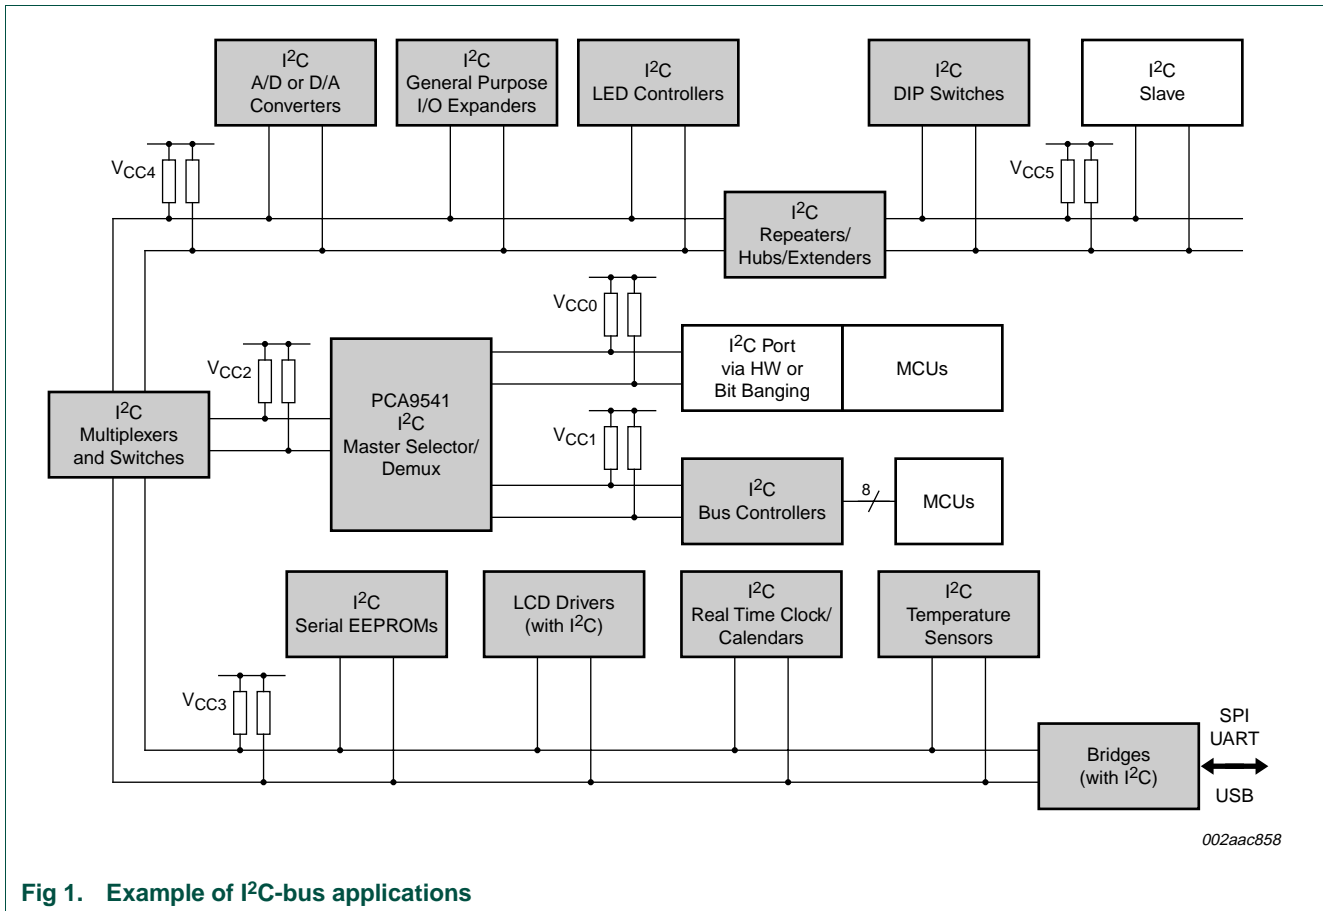 I²C
A/D or D/A
Converters
I²C
General Purpose
I/O Expanders
I²C
LED Controllers
I²C
DIP Switches
I²C
Slave
VCC4
VCC5
I²C
Repeaters/
Hubs/Extenders
VCC0
I²C Port
via HW or
Bit Banging
MCUs
VCC2
PCA9541
I²C
Master Selector/
Demux
I²C
Multiplexers
and Switches
VCC1
I²C
Bus Controllers
8
MCUs
I²C
Serial EEPROMs
LCD Drivers
(with I²C)
I²C
Real Time Clock/
Calendars
I²C
Temperature
Sensors
VCC3
Bridges
(with I²C)
SPI
UART
USB
002aac858
Fig 1. Example of I²C-bus applications